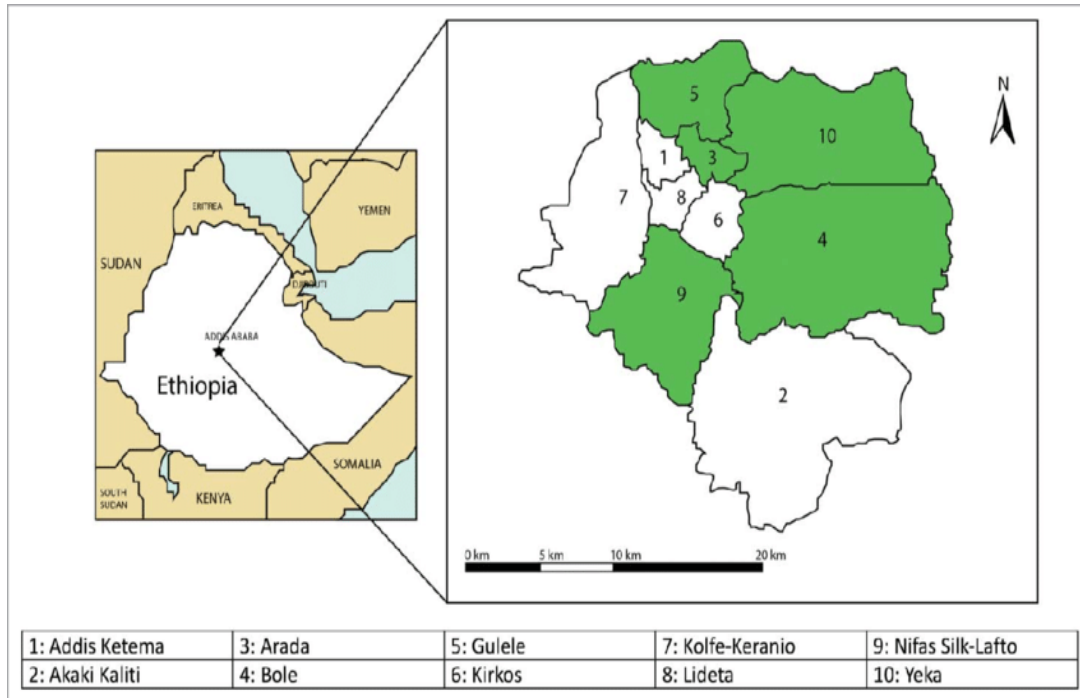 ERITREA
YEMEN
SUDAN
DJIBOUTI
ADDIS ABABA
Ethiopia
SOMALIA
SOUTH
SUDAN
KENYA
N
5
10
1
3
7
8
6
4
9
2
0 km 5 km 10 km 20 km
1: Addis Ketema 3: Arada 5: Gulele 7: Kolfe-Keranio 9: Nifas Silk-Lafto
2: Akaki Kaliti 4: Bole 6: Kirkos 8: Lideta 10: Yeka